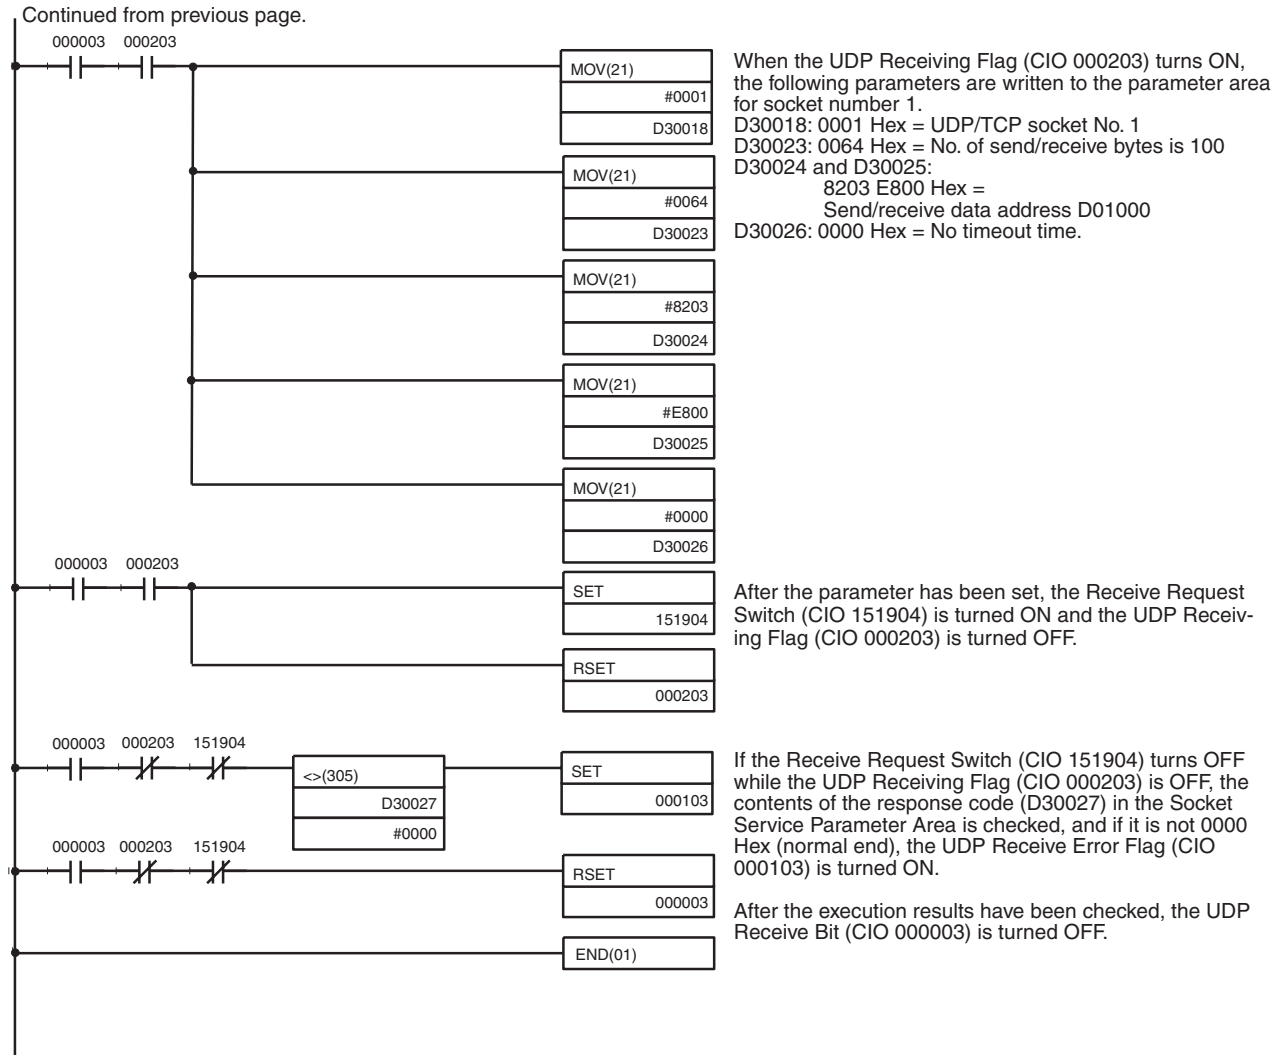 Continued from previous page.
000003 000203
MOV(21)
#0001
D30018
When the UDP Receiving Flag (CIO 000203) turns ON,
the following parameters are written to the parameter area
for socket number 1.
D30018: 0001 Hex = UDP/TCP socket No. 1
D30023: 0064 Hex = No. of send/receive bytes is 100
D30024 and D30025:
8203 E800 Hex =
Send/receive data address D01000
D30026: 0000 Hex = No timeout time.
MOV(21)
#0064
D30023
MOV(21)
#8203
D30024
MOV(21)
#E800
D30025
MOV(21)
#0000
D30026
000003 000203
SET
151904
After the parameter has been set, the Receive Request
Switch (CIO 151904) is turned ON and the UDP Receiv-
ing Flag (CIO 000203) is turned OFF.
RSET
000203
000003 000203 151904
<>(305)
D30027
#0000
SET
000103
If the Receive Request Switch (CIO 151904) turns OFF
while the UDP Receiving Flag (CIO 000203) is OFF, the
contents of the response code (D30027) in the Socket
Service Parameter Area is checked, and if it is not 0000
Hex (normal end), the UDP Receive Error Flag (CIO
000103) is turned ON.
000003 000203 151904
RSET
000003
After the execution results have been checked, the UDP
Receive Bit (CIO 000003) is turned OFF.
END(01)